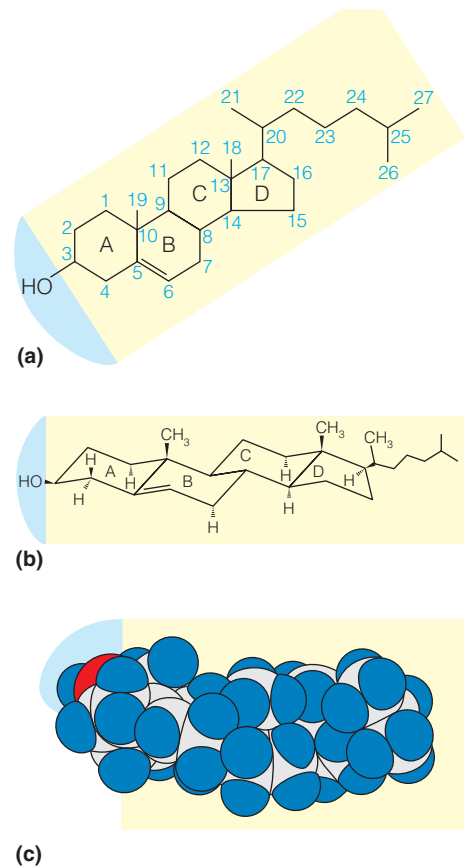 21 22 24 27
20 23 25
12 18 26
11 17 16
C 13 D
1 19 9 14 15
2 A 10 B 8
3 5 7
HO 4 6
(a)
CH3 CH3 CH3
H A H B C H D H
HO H H H
(b)
(c)